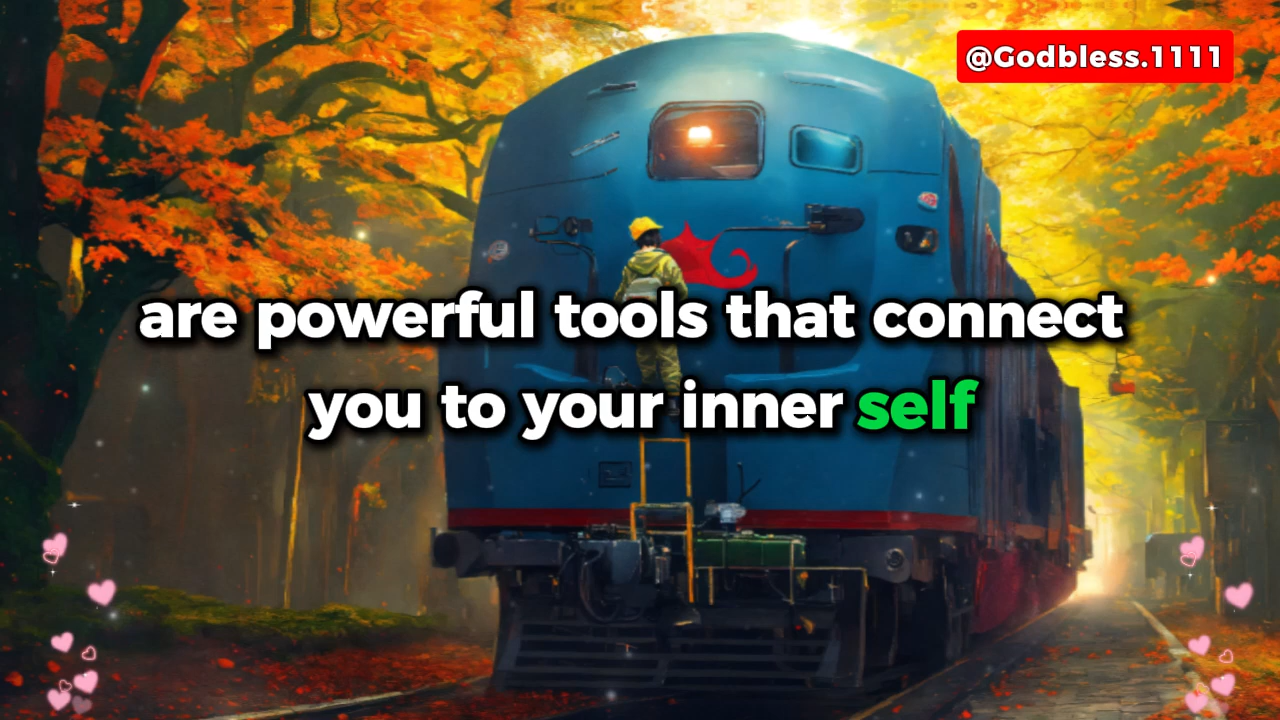 @Godbless.1111
are powerful tools that connect
you to your inner self